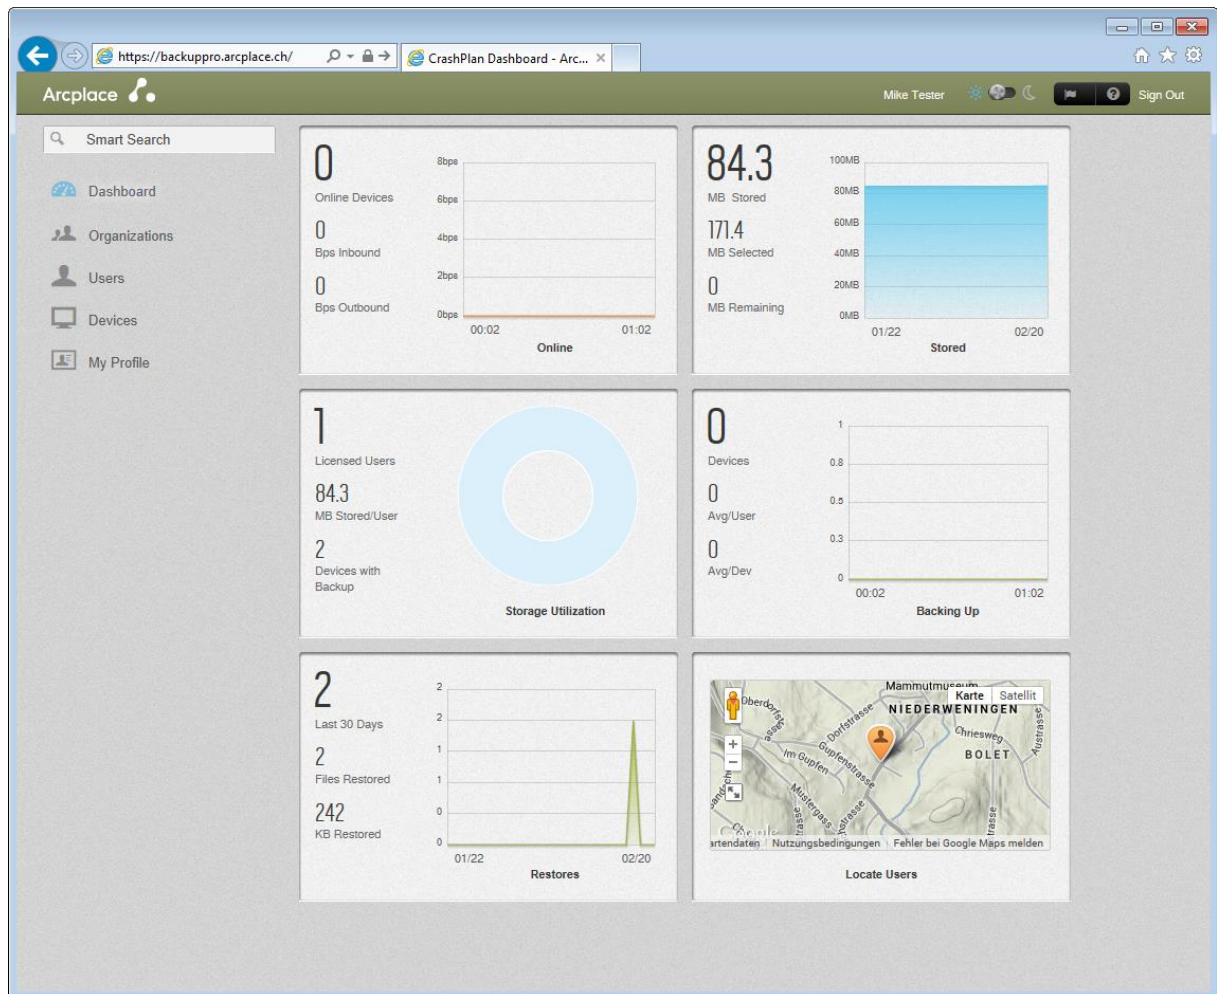 https://backuppro.arcplace.ch/
CrashPlan Dashboard - Arc...
Arcplace
Mike Tester
Sign Out
Smart Search
Dashboard
Organizations
Users
Devices
My Profile
0
Online Devices
0
Bps Inbound
0
Bps Outbound
8bps
6bps
4bps
2bps
0bps
00:02 01:02
Online
84.3
MB Stored
171.4
MB Selected
0
MB Remaining
100MB
80MB
60MB
40MB
20MB
0MB
01/22 02/20
Stored
1
Licensed Users
84.3
MB Stored/User
2
Devices with
Backup
Storage Utilization
0
Devices
0
Avg/User
0
Avg/Dev
1
0.8
0.5
0.3
0
00:02 01:02
Backing Up
2
Last 30 Days
2
Files Restored
242
KB Restored
2
2
1
1
0
0
01/22 02/20
Restores
Mammutmuseum
Karte Satellit
NIEDERWENINGEN
Dorfstrasse
Chriesweg
BOLET
Im Gupfen
Gupfenstrasse
Google
artendaten Nutzungsbedingungen Fehler bei Google Maps melden
Locate Users